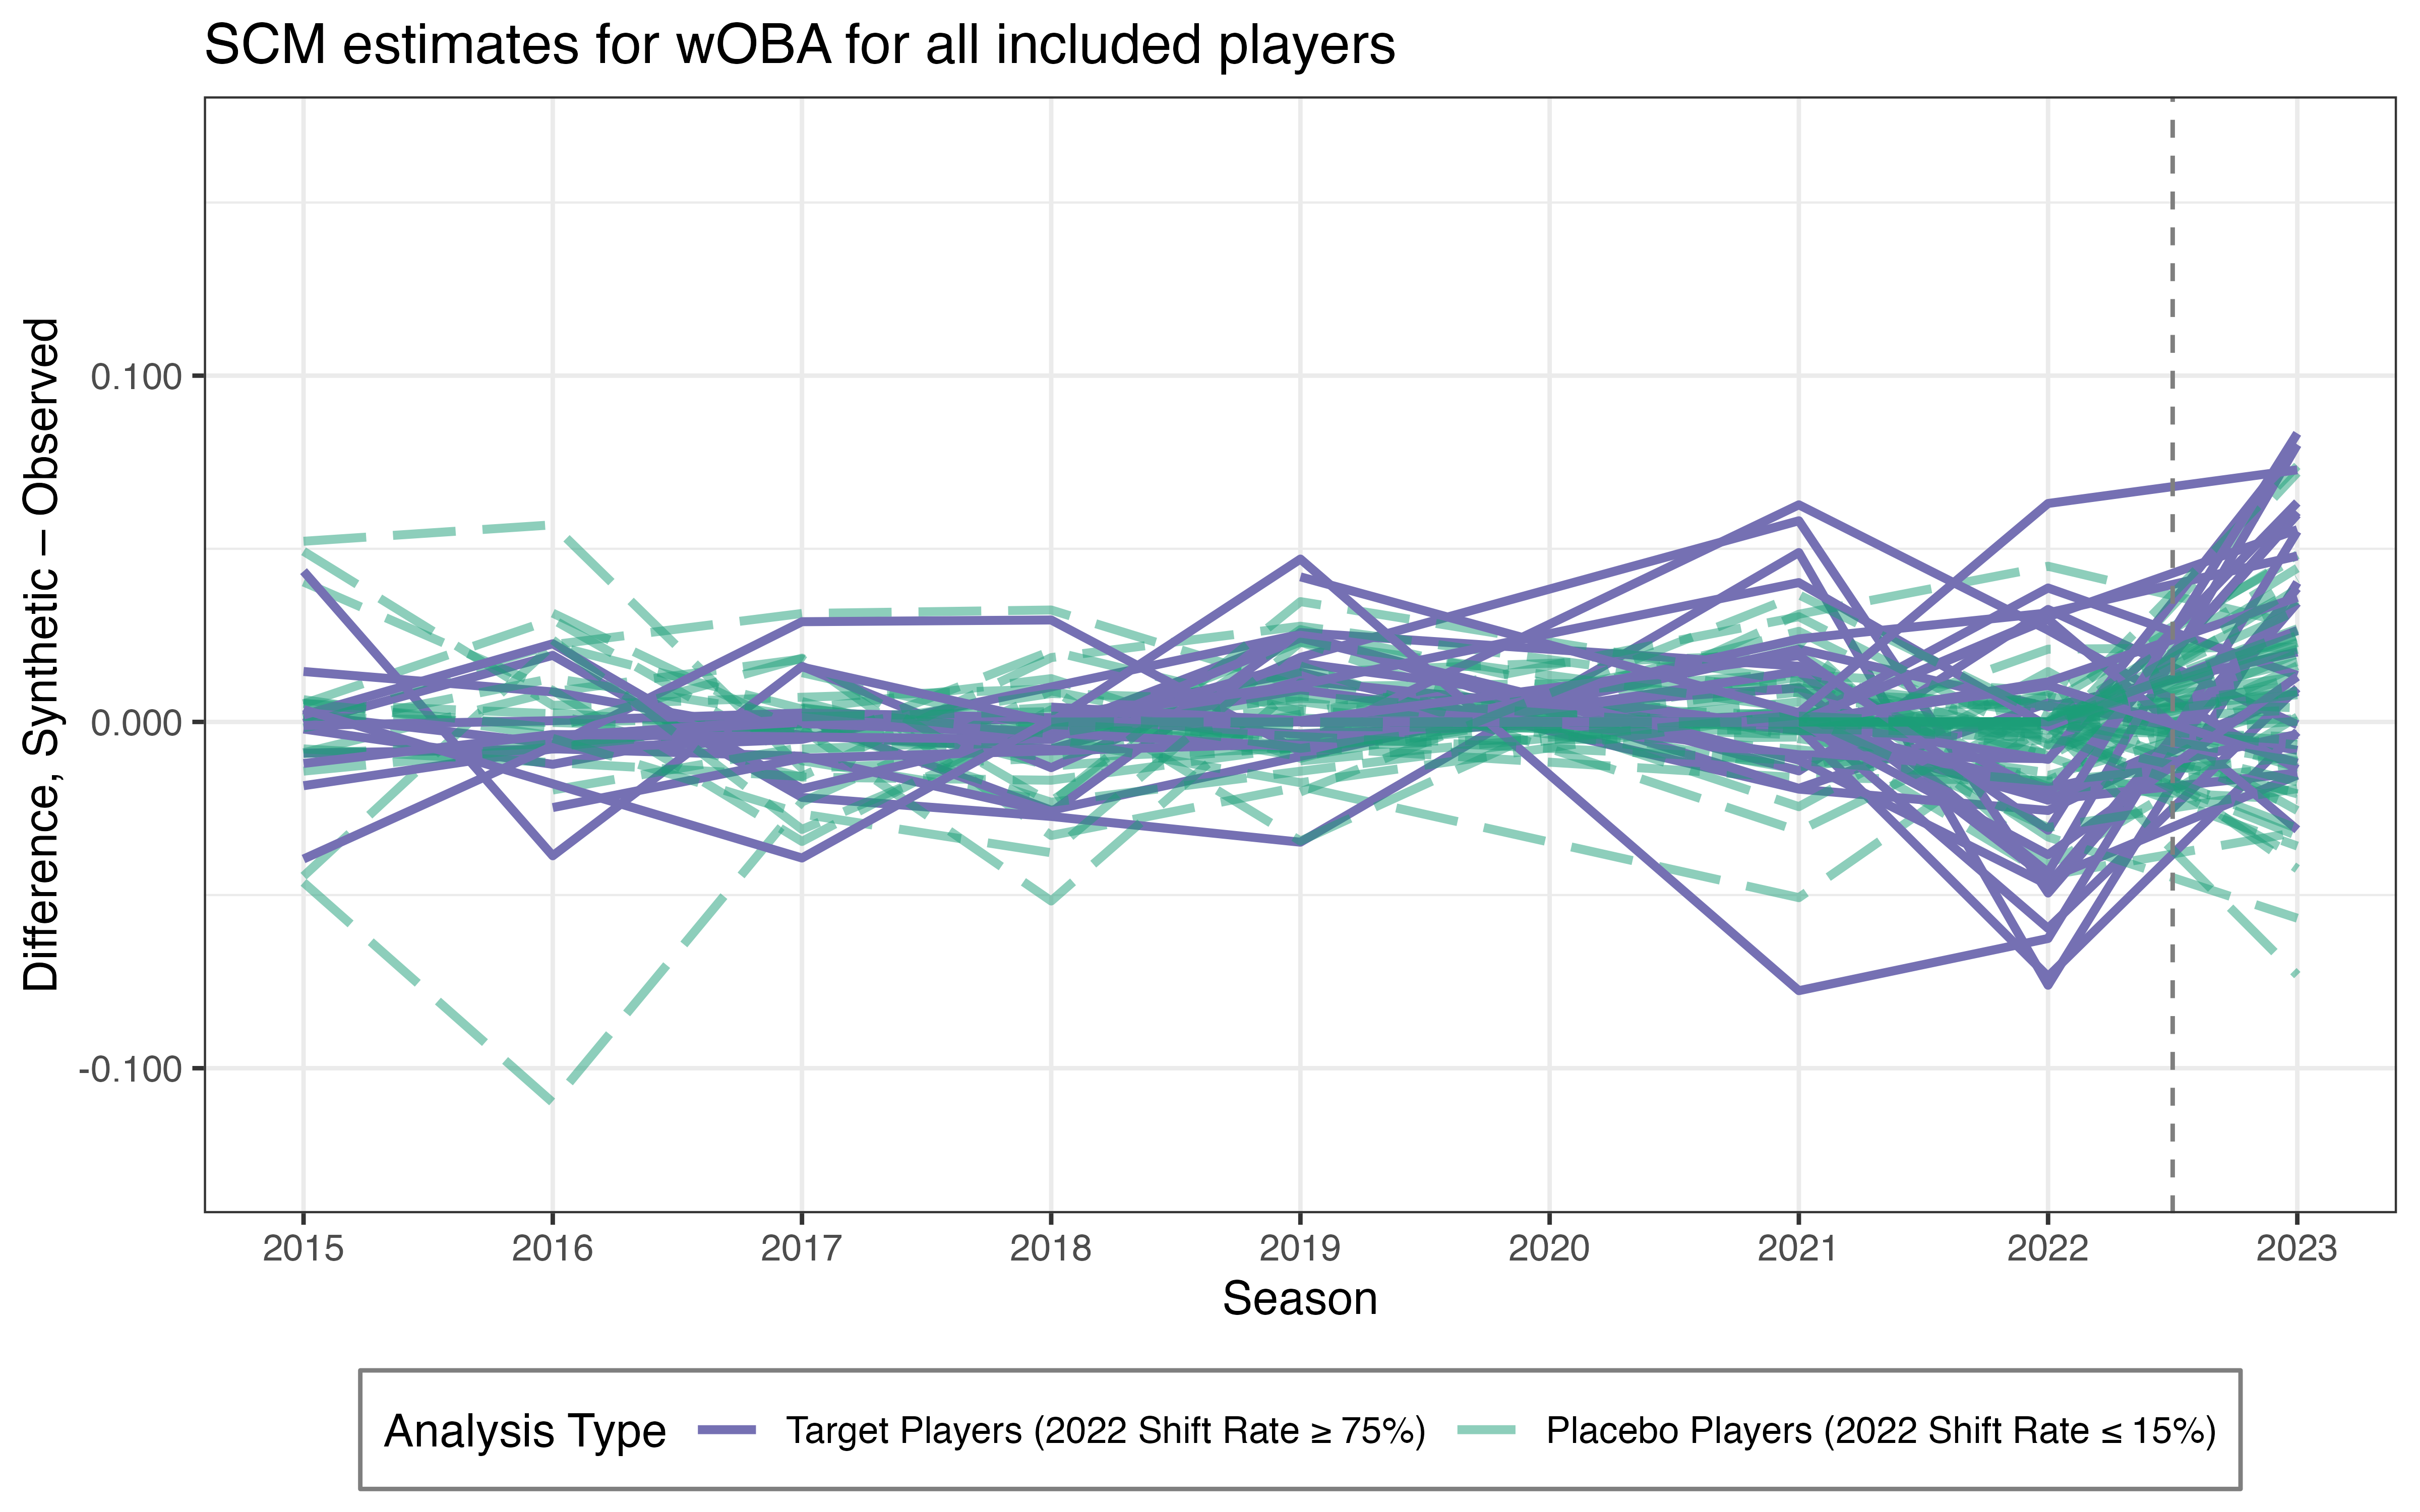 SCM estimates for wOBA for all included players
Difference, Synthetic − Observed
0.100
0.000
-0.100
2015 2016 2017 2018 2019 2020 2021 2022 2023
Season
Analysis Type Target Players (2022 Shift Rate ≥ 75%) Placebo Players (2022 Shift Rate ≤ 15%)